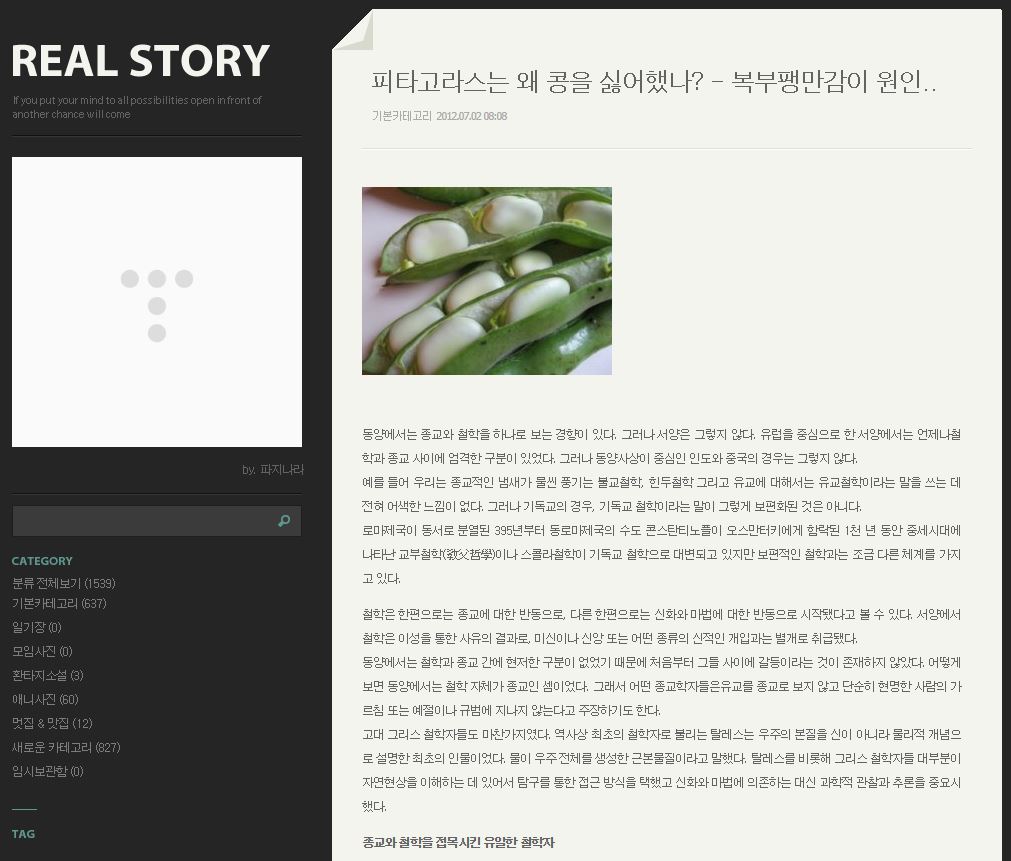 REAL STORY
If you put your mind to all possibilities open in front of
another chance will come
by. 파지나라
CATEGORY
분류 전체보기 (1539)
기본카테고리 (637)
일기장 (0)
모임사진 (0)
환타지소설 (3)
애니사진 (60)
멋집 & 맛집 (12)
새로운 카테고리 (827)
임시보관함 (0)
TAG
피타고라스는 왜 콩을 싫어했나? - 복부팽만감이 원인..
기본카테고리 2012.07.02 08:08
동양에서는 종교와 철학을 하나로 보는 경향이 있다. 그러나 서양은 그렇지 않다. 유럽을 중심으로 한 서양에서는 언제나철
학과 종교 사이에 엄격한 구분이 있었다. 그러나 동양사상이 중심인 인도와 중국의 경우는 그렇지 않다.
예를 들어 우리는 종교적인 냄새가 물씬 풍기는 불교철학, 힌두철학 그리고 유교에 대해서는 유교철학이라는 말을 쓰는 데
전혀 어색한 느낌이 없다. 그러나 기독교의 경우, 기독교 철학이라는 말이 그렇게 보편화된 것은 아니다.
로마제국이 동서로 분열된 395년부터 동로마제국의 수도 콘스탄티노플이 오스만터키에게 함락된 1천 년 동안 중세시대에
나타난 교부철학(敎父哲學)이나 스콜라철학이 기독교 철학으로 대변되고 있지만 보편적인 철학과는 조금 다른 체계를 가지
고 있다.
철학은 한편으로는 종교에 대한 반동으로, 다른 한편으로는 신화와 마법에 대한 반동으로 시작됐다고 볼 수 있다. 서양에서
철학은 이성을 통한 사유의 결과로, 미신이나 신앙 또는 어떤 종류의 신적인 개입과는 별개로 취급됐다.
동양에서는 철학과 종교 간에 현저한 구분이 없었기 때문에 처음부터 그들 사이에 갈등이라는 것이 존재하지 않았다. 어떻게
보면 동양에서는 철학 자체가 종교인 셈이었다. 그래서 어떤 종교학자들은유교를 종교로 보지 않고 단순히 현명한 사람의 가
르침 또는 예절이나 규범에 지나지 않는다고 주장하기도 한다.
고대 그리스 철학자들도 마찬가지였다. 역사상 최초의 철학자로 불리는 탈레스는 우주의 본질을 신이 아니라 물리적 개념으
로 설명한 최초의 인물이었다. 물이 우주 전체를 생성한 근본물질이라고 말했다. 탈레스를 비롯해 그리스 철학자들 대부분이
자연현상을 이해하는 데 있어서 탐구를 통한 접근 방식을 택했고 신화와 마법에 의존하는 대신 과학적 관찰과 추론을 중요시
했다.
종교와 철학을 접목시킨 유일한 철학자